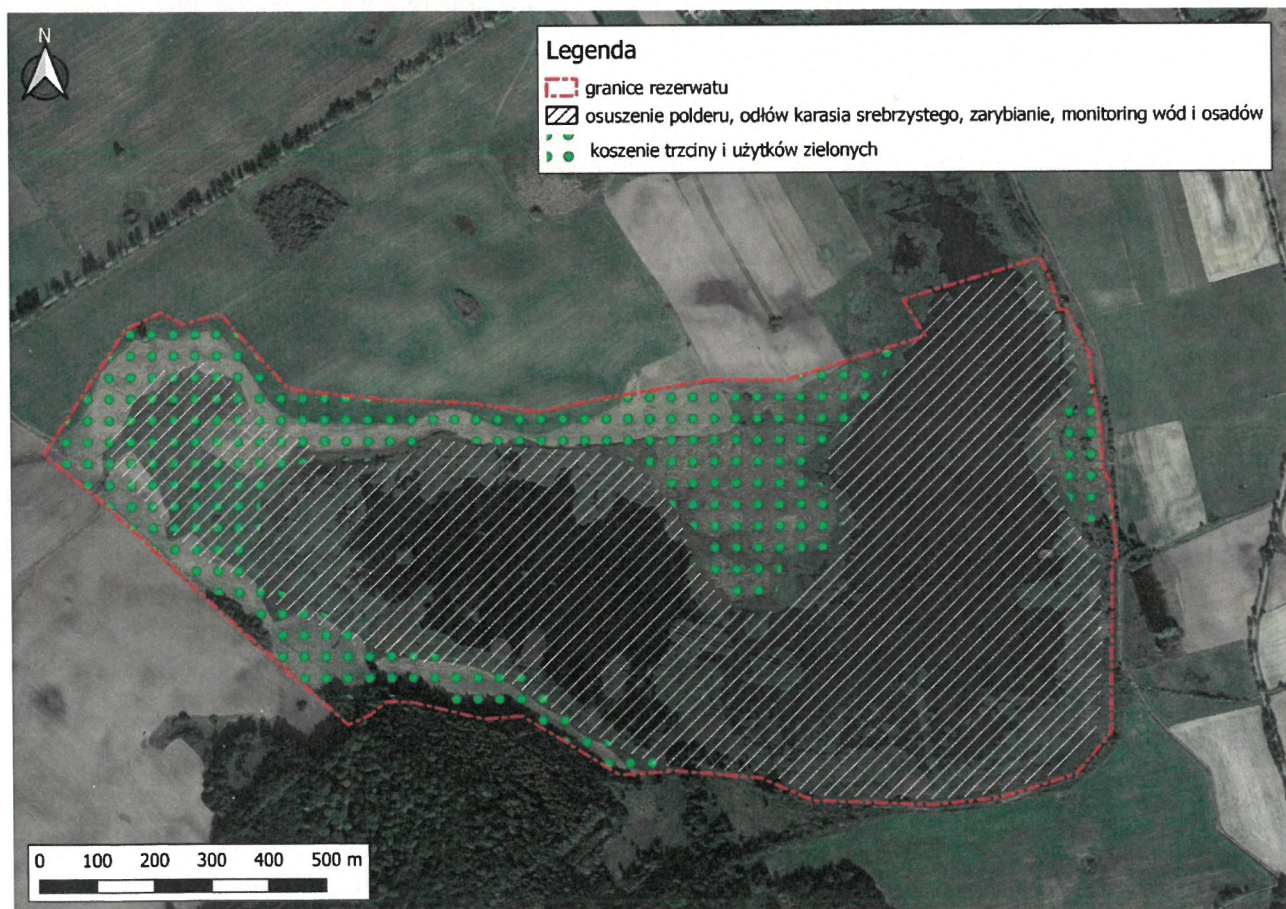 N
Legenda
granice rezerwatu
osuszenie polderu, odłów karasia srebrzystego, zarybianie, monitoring wód i osadów
koszenie trzciny i użytków zielonych
0 100 200 300 400 500 m